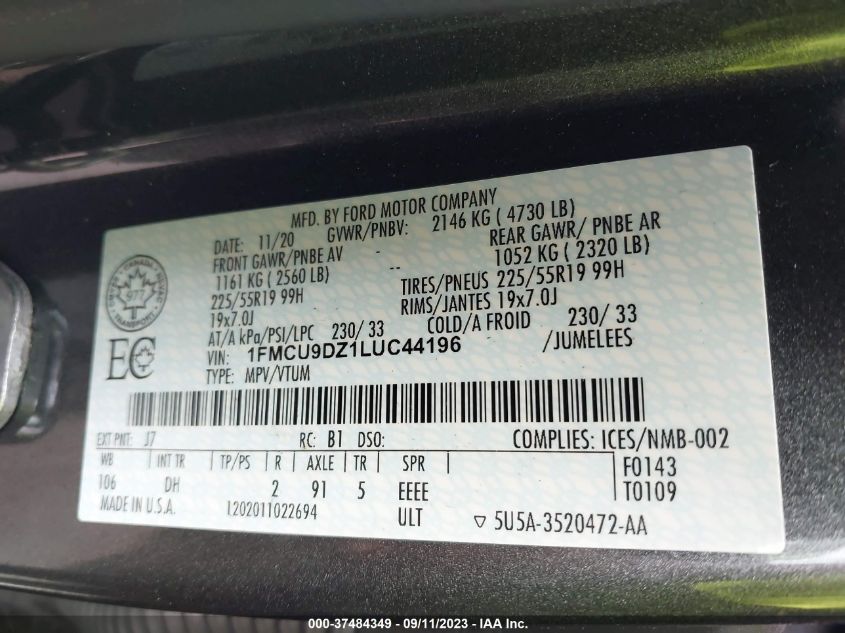 MFD. BY FORD MOTOR COMPANY
DATE: 11/20 GVWR/PNBV: 2146 KG ( 4730 LB)
FRONT GAWR/PNBE AV - REAR GAWR/ PNBE AR
1161 KG ( 2560 LB) -- 1052 KG ( 2320 LB)
225/55R19 99H TIRES/PNEUS 225/55R19 99H
19x7.0J RIMS/JANTES 19x7.0J
AT/A kPa/PSI/LPC 230/ 33 COLD/A FROID 230/ 33
VIN: 1FMCU9DZ1LUC44196 /JUMELEES
TYPE: MPV/VTUM
CANADA
TRANSPORT
977
EC
EXT PNT: J7 RC: B1 DSO: COMPLIES: ICES/NMB-002
WB INT TR TP/PS R AXLE TR SPR F0143
106 DH 2 91 5 EEEE T0109
MADE IN U.S.A. 1202011022694 ULT ▽ 5U5A-3520472-AA
000-37484349 - 09/11/2023 - IAA Inc.